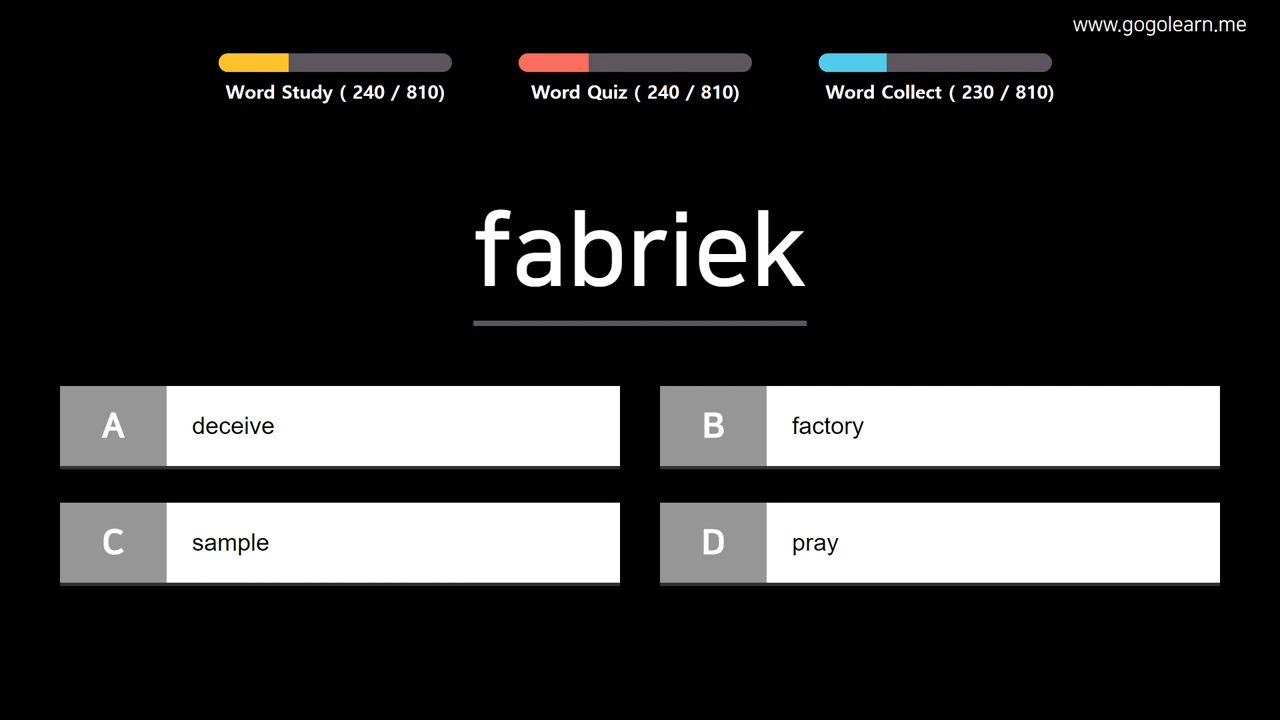 www.gogolearn.me
Word Study ( 240 / 810)
Word Quiz ( 240 / 810)
Word Collect ( 230 / 810)
fabriek
A deceive
B factory
C sample
D pray